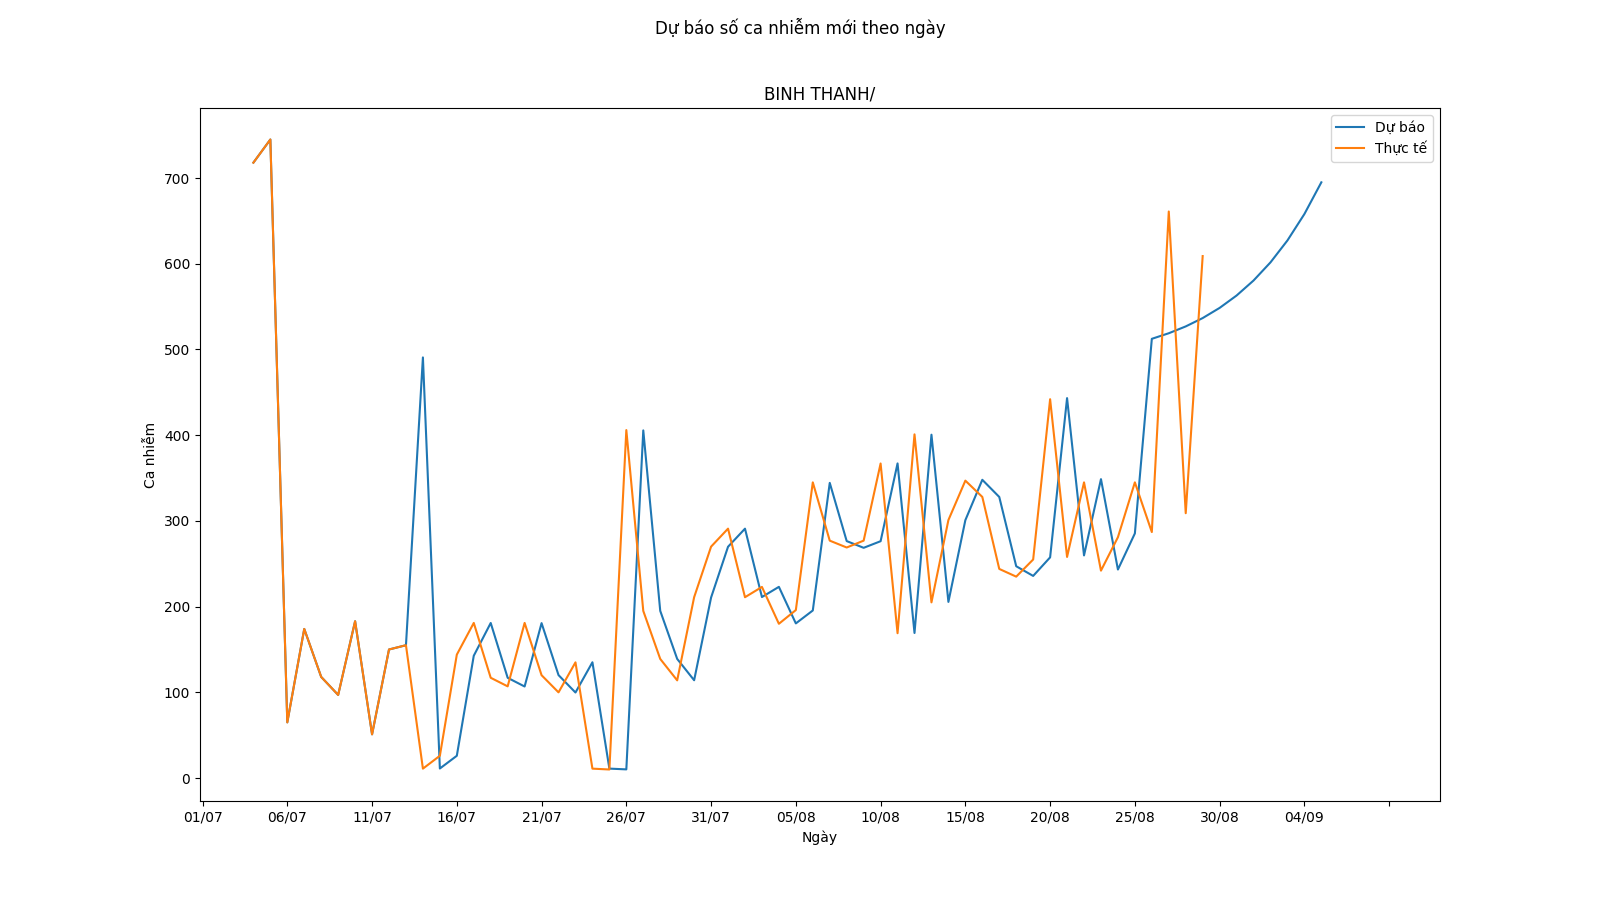 Dự báo số ca nhiễm mới theo ngày
BINH THANH/
Dự báo
Thực tế
700
600
500
400
300
200
100
0
Ca nhiễm
01/07 06/07 11/07 16/07 21/07 26/07 31/07 05/08 10/08 15/08 20/08 25/08 30/08 04/09
Ngày